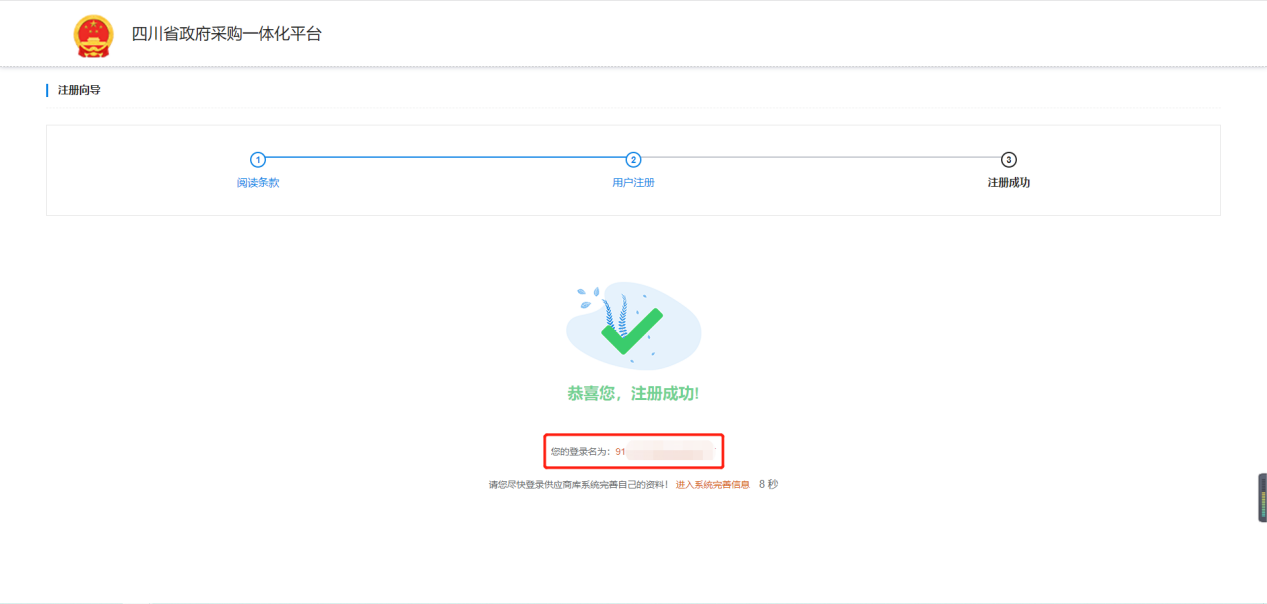 四川省政府采购一体化平台
注册向导
1
2
3
阅读条款
用户注册
注册成功
恭喜您，注册成功!
您的登录名为：91
请您尽快登录供应商库系统完善自己的资料！ 进入系统完善信息 8 秒